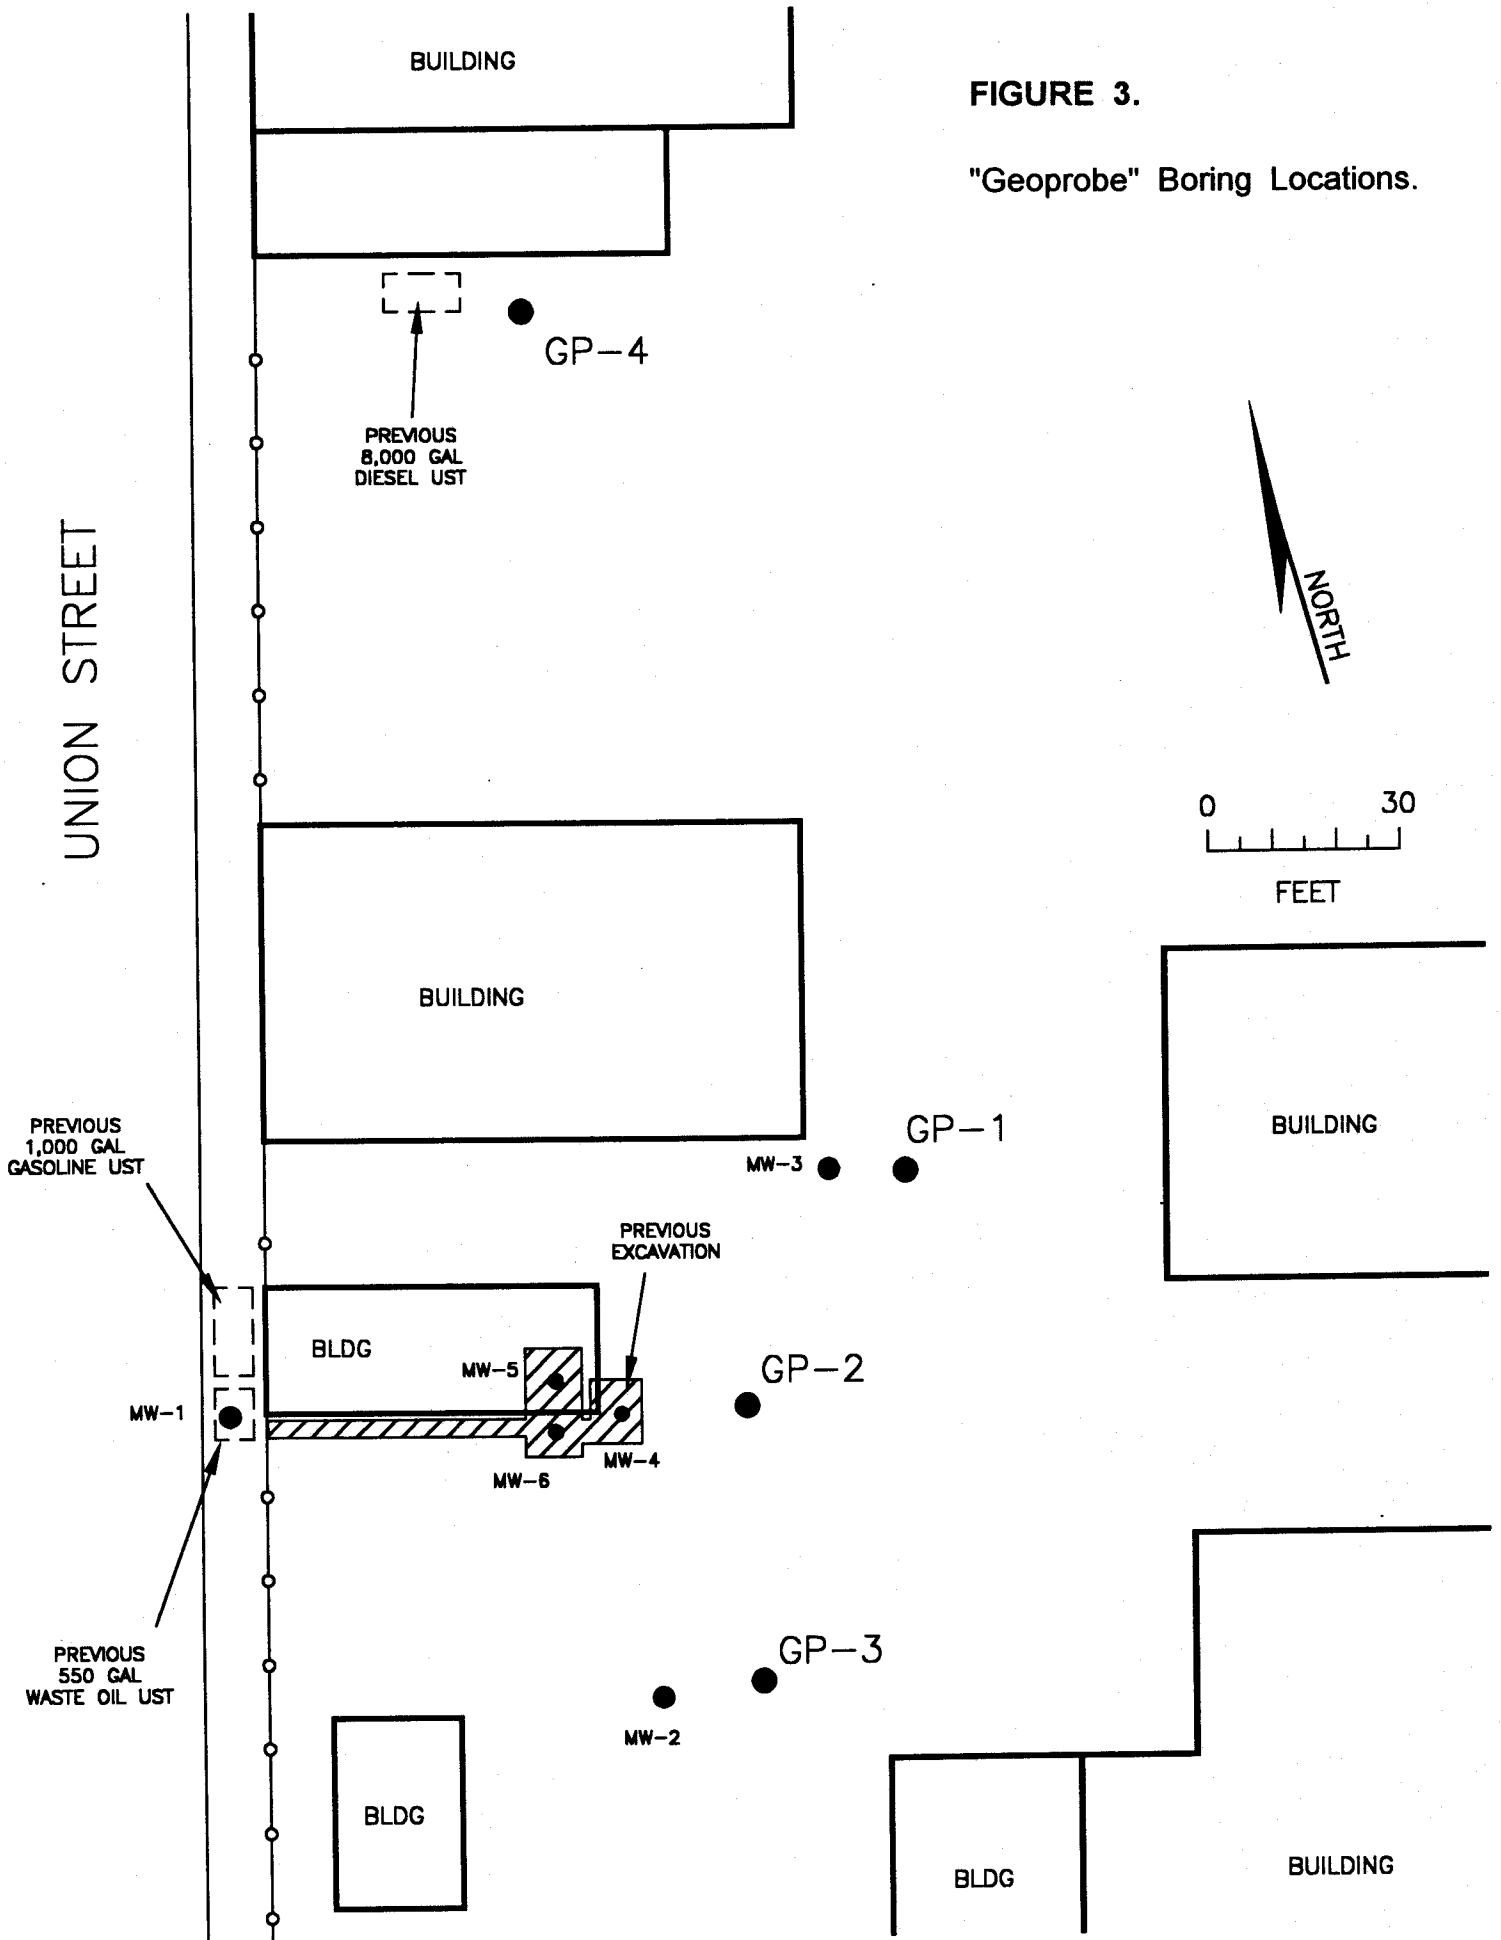 BUILDING
FIGURE 3.
"Geoprobe" Boring Locations.
GP-4
PREVIOUS
8,000 GAL
DIESEL UST
UNION STREET
NORTH
0 30
FEET
BUILDING
PREVIOUS
1,000 GAL
GASOLINE UST
GP-1
MW-3
BUILDING
PREVIOUS
EXCAVATION
BLDG
MW-5
GP-2
MW-1
MW-4
MW-6
PREVIOUS
550 GAL
WASTE OIL UST
GP-3
MW-2
BLDG
BLDG
BUILDING